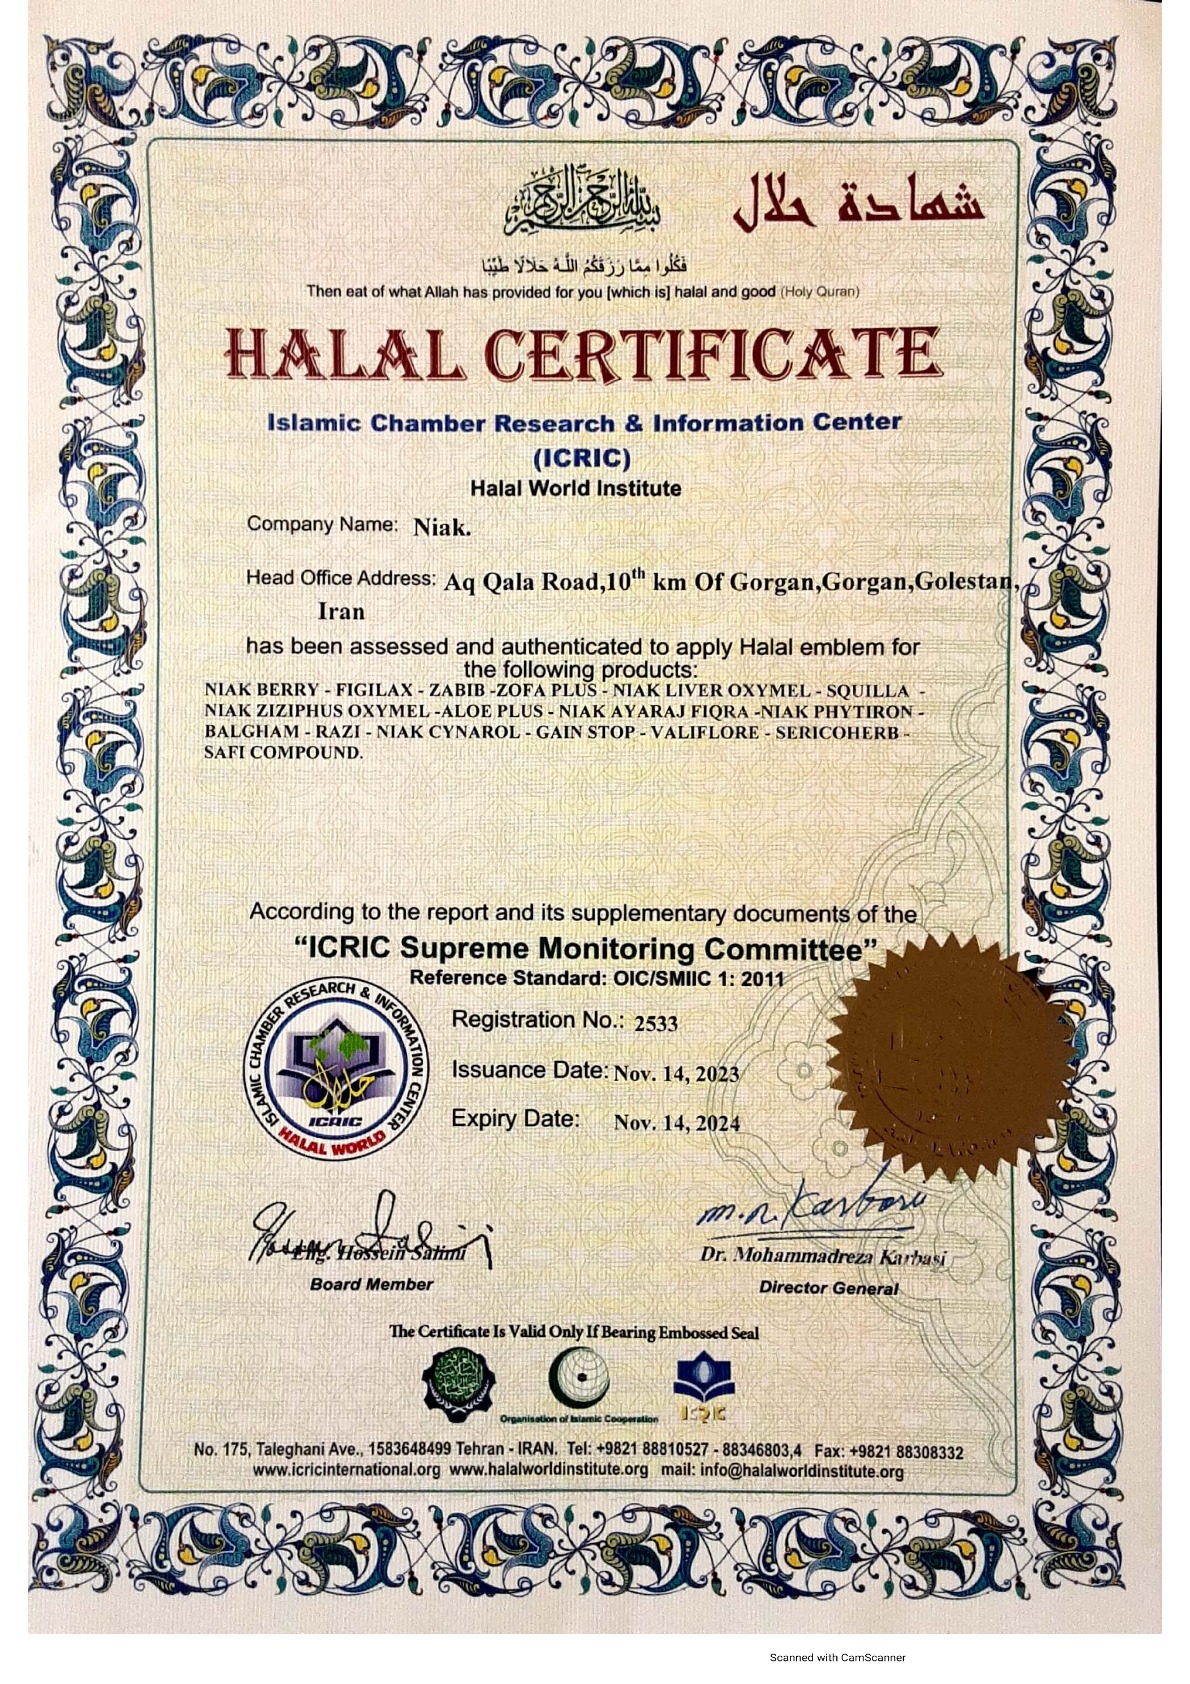 بسم الله الرحمن الرحيم
شهادة حلال
فَكُلُوا مِمَّا رَزَقَكُمُ اللَّهُ حَلَالًا طَيِّبًا
Then eat of what Allah has provided for you [which is] halal and good (Holy Quran)
HALAL CERTIFICATE
Islamic Chamber Research & Information Center
(ICRIC)
Halal World Institute
Company Name: Niak.
Head Office Address: Aq Qala Road,10th km Of Gorgan,Gorgan,Golestan,
Iran
has been assessed and authenticated to apply Halal emblem for
the following products:
NIAK BERRY - FIGILAX - ZABIB -ZOFA PLUS - NIAK LIVER OXYMEL - SQUILLA -
NIAK ZIZIPHUS OXYMEL -ALOE PLUS - NIAK AYARAJ FIQRA -NIAK PHYTIRON -
BALGHAM - RAZI - NIAK CYNAROL - GAIN STOP - VALIFLORE - SERICOHERB -
SAFI COMPOUND.
According to the report and its supplementary documents of the
“ICRIC Supreme Monitoring Committee”
Reference Standard: OIC/SMIIC 1: 2011
ISLAMIC CHAMBER RESEARCH & INFORMATION CENTER
حلال
ICRIC
HALAL WORLD
Registration No.: 2533
Issuance Date: Nov. 14, 2023
Expiry Date: Nov. 14, 2024
m.r. Karbasi
Eng. Hossein Salimi
Dr. Mohammadreza Karbasi
Board Member
Director General
The Certificate Is Valid Only If Bearing Embossed Seal
Organisation of Islamic Cooperation
ICRIC
No. 175, Taleghani Ave., 1583648499 Tehran - IRAN. Tel: +9821 88810527 - 88346803,4 Fax: +9821 88308332
www.icricinternational.org www.halalworldinstitute.org mail: info@halalworldinstitute.org
Scanned with CamScanner